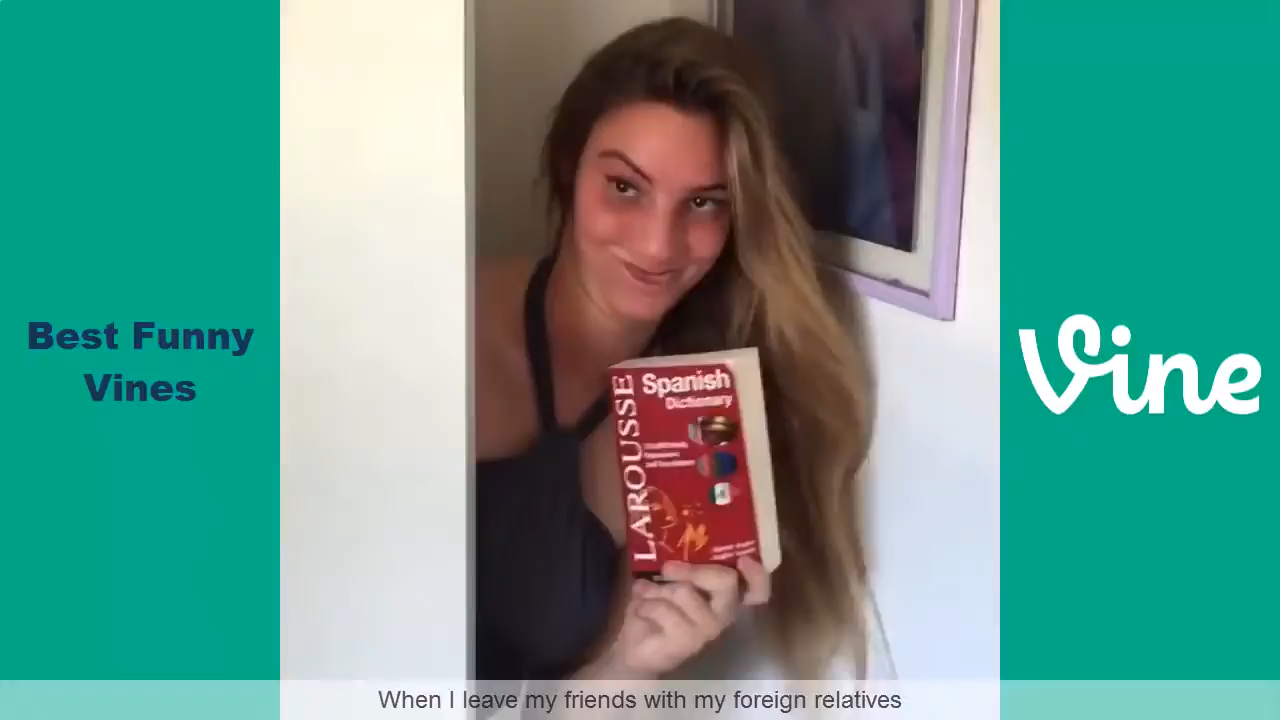 Best Funny
Vines
Vine
LAROUSSE
Spanish
Dictionary
When I leave my friends with my foreign relatives